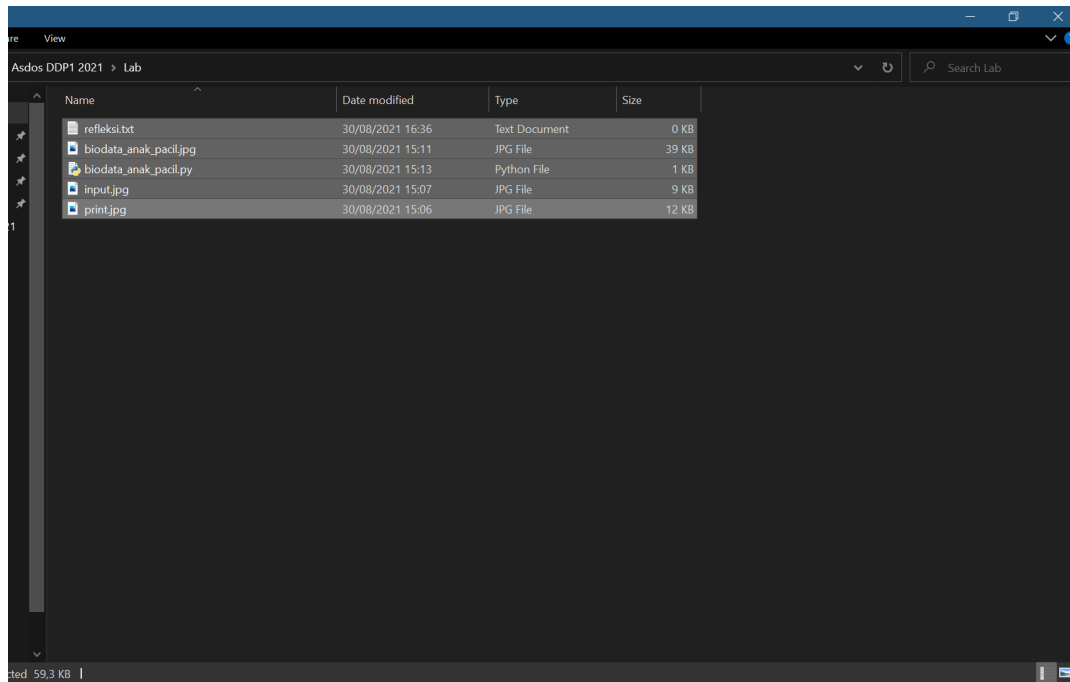 View
Asdos DDP1 2021 > Lab
Search Lab
Name Date modified Type Size
refleksi.txt 30/08/2021 16:36 Text Document 0 KB
biodata_anak_pacil.jpg 30/08/2021 15:11 JPG File 39 KB
biodata_anak_pacil.py 30/08/2021 15:13 Python File 1 KB
input.jpg 30/08/2021 15:07 JPG File 9 KB
print.jpg 30/08/2021 15:06 JPG File 12 KB
59,3 KB